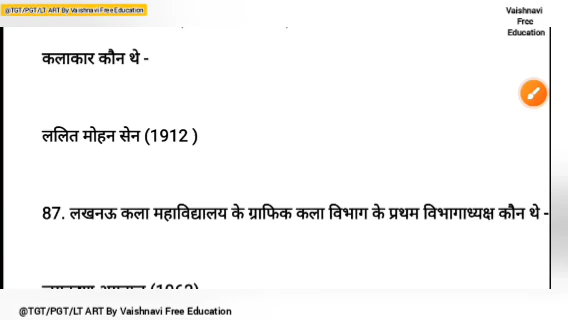 @TGT/PGT/LT ART By Vaishnavi Free Education
Vaishnavi
Free
Education
कलाकार कौन थे -
ललित मोहन सेन (1912 )
87. लखनऊ कला महाविद्यालय के ग्राफिक कला विभाग के प्रथम विभागाध्यक्ष कौन थे -
@TGT/PGT/LT ART By Vaishnavi Free Education